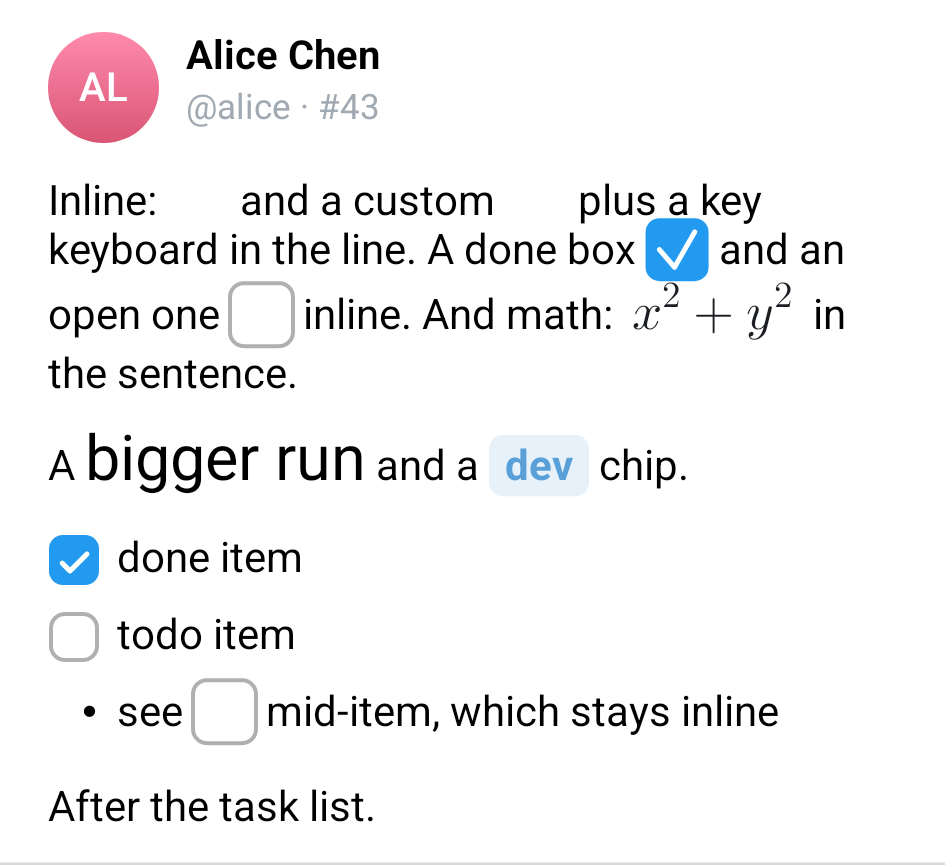 AL
Alice Chen
@alice · #43
Inline: and a custom plus a key
keyboard in the line. A done box and an
open one inline. And math: x² + y² in
the sentence.
A bigger run and a dev chip.
done item
todo item
• see mid-item, which stays inline
After the task list.